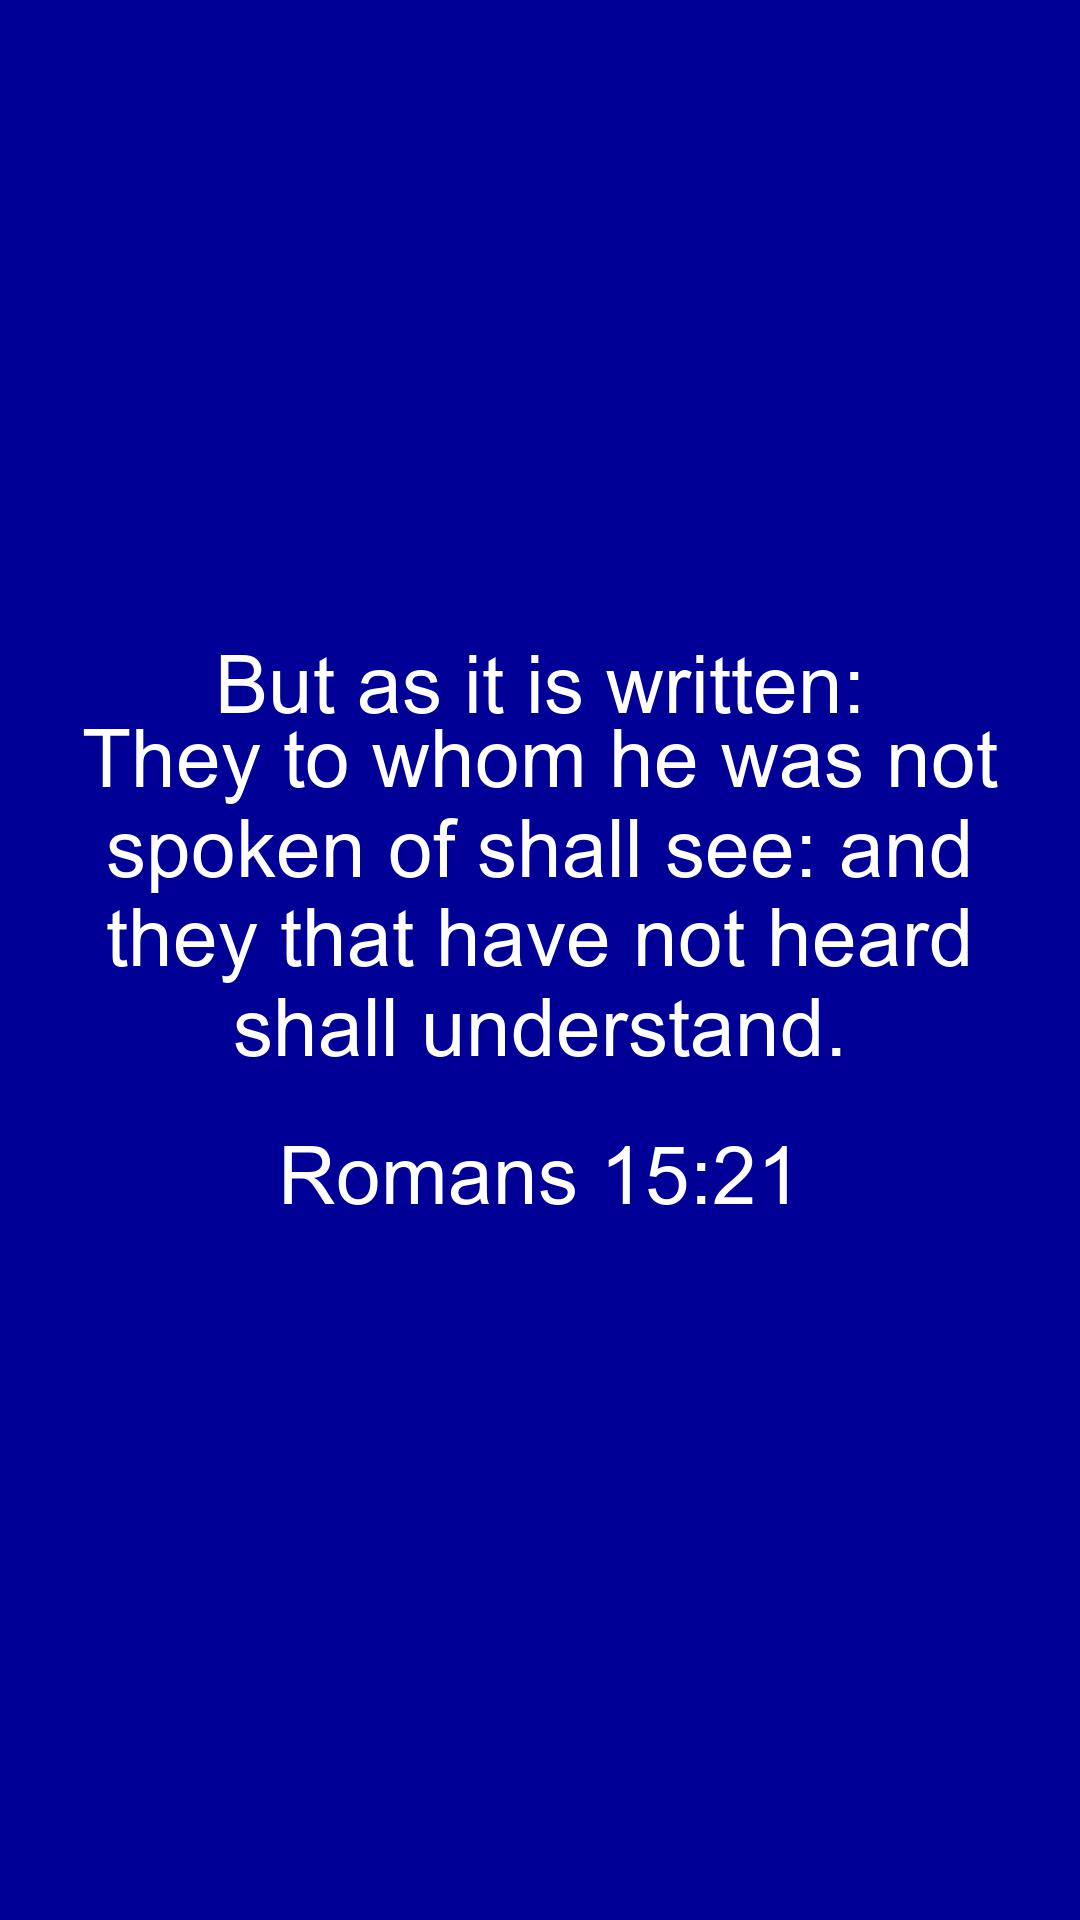 But as it is written:
They to whom he was not
spoken of shall see: and
they that have not heard
shall understand.
Romans 15:21